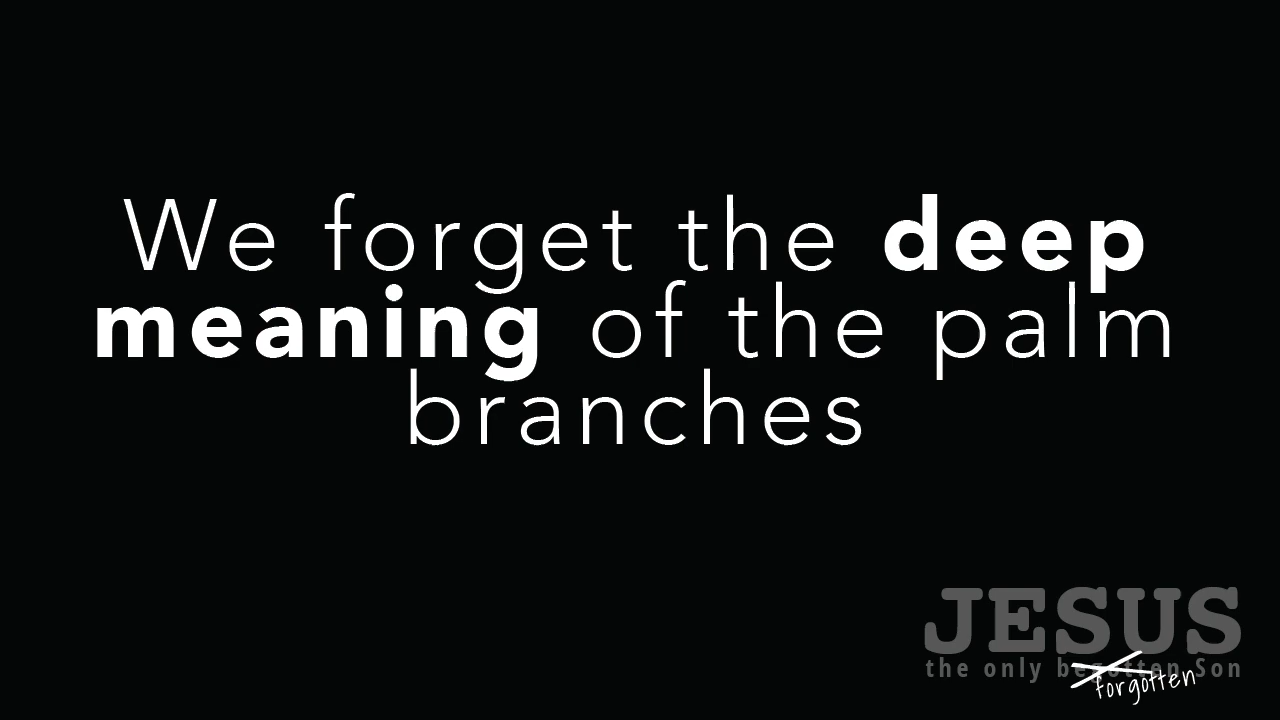 We forget the deep
meaning of the palm
branches
JESUS
the only begotten Son
forgotten